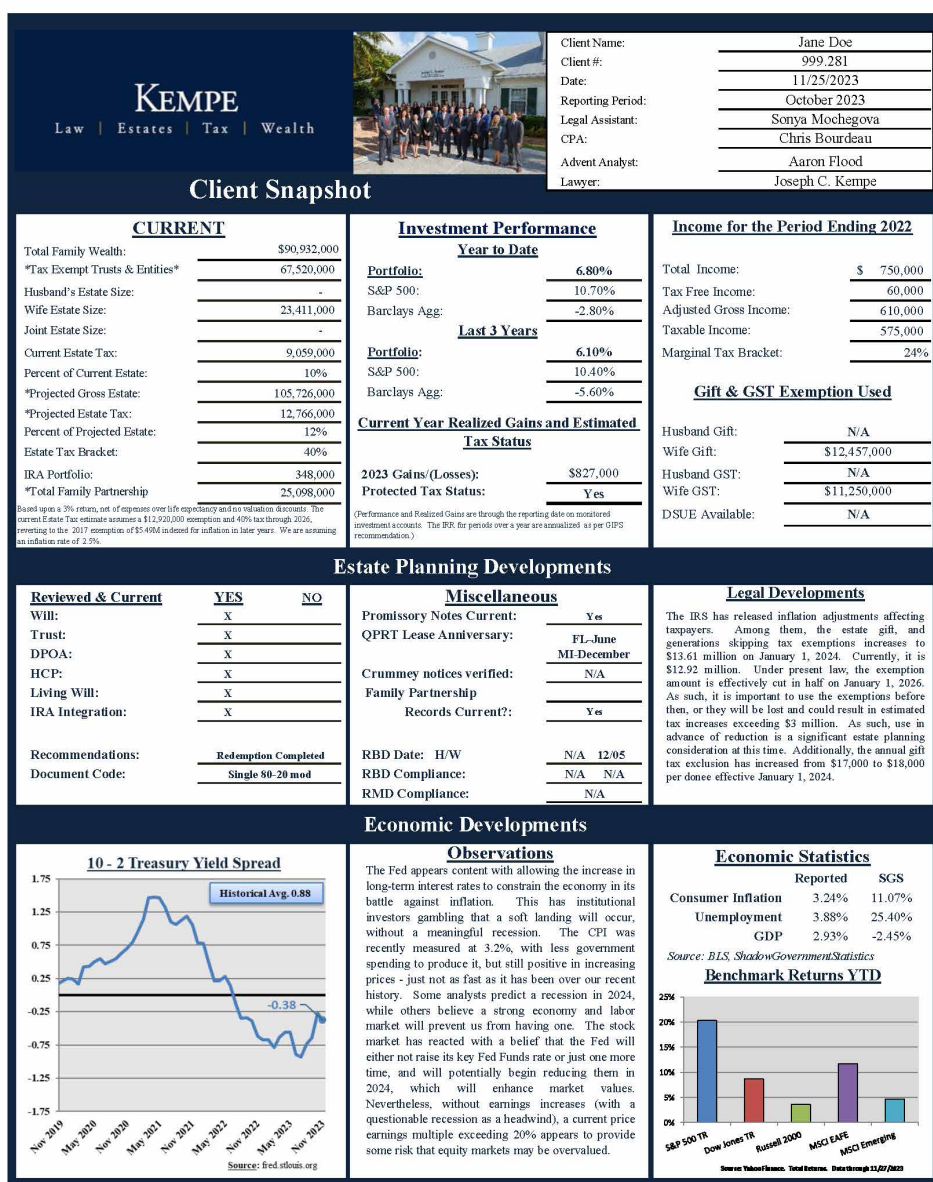 KEMPE
Law | Estates | Tax | Wealth
Client Name: Jane Doe
Client #: 999.281
Date: 11/25/2023
Reporting Period: October 2023
Legal Assistant: Sonya Mochegova
CPA: Chris Bourdeau
Advent Analyst: Aaron Flood
Lawyer: Joseph C. Kempe
Client Snapshot
CURRENT
Total Family Wealth: $90,932,000
*Tax Exempt Trusts & Entities* 67,520,000
Husband's Estate Size: -
Wife Estate Size: 23,411,000
Joint Estate Size: -
Current Estate Tax: 9,059,000
Percent of Current Estate: 10%
*Projected Gross Estate: 105,726,000
*Projected Estate Tax: 12,766,000
Percent of Projected Estate: 12%
Estate Tax Bracket: 40%
IRA Portfolio: 348,000
*Total Family Partnership 25,098,000
Based upon a 3% return, net of expenses over life expectancy and no valuation discounts. The
current Estate Tax estimate assumes a $12,920,000 exemption and 40% tax through 2026,
reverting to the 2017 exemption of $5.49M indexed for inflation in later years. We are assuming
an inflation rate of 2.5%.
Investment Performance
Year to Date
Portfolio: 6.80%
S&P 500: 10.70%
Barclays Agg: -2.80%
Last 3 Years
Portfolio: 6.10%
S&P 500: 10.40%
Barclays Agg: -5.60%
Current Year Realized Gains and Estimated
Tax Status
2023 Gains/(Losses): $827,000
Protected Tax Status: Yes
(Performance and Realized Gains are through the reporting date on monitored
investment accounts. The IRR for periods over a year are annualized as per GIPS
recommendation.)
Income for the Period Ending 2022
Total Income: $ 750,000
Tax Free Income: 60,000
Adjusted Gross Income: 610,000
Taxable Income: 575,000
Marginal Tax Bracket: 24%
Gift & GST Exemption Used
Husband Gift: N/A
Wife Gift: $12,457,000
Husband GST: N/A
Wife GST: $11,250,000
DSUE Available: N/A
Estate Planning Developments
Reviewed & Current YES NO
Will: X
Trust: X
DPOA: X
HCP: X
Living Will: X
IRA Integration: X
Recommendations: Redemption Completed
Document Code: Single 80-20 mod
Miscellaneous
Promissory Notes Current: Yes
QPRT Lease Anniversary: FL-June
MI-December
Crummey notices verified: N/A
Family Partnership
Records Current?: Yes
RBD Date: H/W N/A 12/05
RBD Compliance: N/A N/A
RMD Compliance: N/A
Legal Developments
The IRS has released inflation adjustments affecting
taxpayers. Among them, the estate gift, and
generations skipping tax exemptions increases to
$13.61 million on January 1, 2024. Currently, it is
$12.92 million. Under present law, the exemption
amount is effectively cut in half on January 1, 2026.
As such, it is important to use the exemptions before
then, or they will be lost and could result in estimated
tax increases exceeding $3 million. As such, use in
advance of reduction is a significant estate planning
consideration at this time. Additionally, the annual gift
tax exclusion has increased from $17,000 to $18,000
per donee effective January 1, 2024.
Economic Developments
10 - 2 Treasury Yield Spread
Historical Avg. 0.88
1.75
1.25
0.75
0.25
-0.25
-0.75
-1.25
-1.75
-0.38
Nov 2019
May 2020
Nov 2020
May 2021
Nov 2021
May 2022
Nov 2022
May 2023
Nov 2023
Source: fred.stlouis.org
Observations
The Fed appears content with allowing the increase in
long-term interest rates to constrain the economy in its
battle against inflation. This has institutional
investors gambling that a soft landing will occur,
without a meaningful recession. The CPI was
recently measured at 3.2%, with less government
spending to produce it, but still positive in increasing
prices - just not as fast as it has been over our recent
history. Some analysts predict a recession in 2024,
while others believe a strong economy and labor
market will prevent us from having one. The stock
market has reacted with a belief that the Fed will
either not raise its key Fed Funds rate or just one more
time, and will potentially begin reducing them in
2024, which will enhance market values.
Nevertheless, without earnings increases (with a
questionable recession as a headwind), a current price
earnings multiple exceeding 20% appears to provide
some risk that equity markets may be overvalued.
Economic Statistics
Reported SGS
Consumer Inflation 3.24% 11.07%
Unemployment 3.88% 25.40%
GDP 2.93% -2.45%
Source: BLS, ShadowGovernmentStatistics
Benchmark Returns YTD
25%
20%
15%
10%
5%
0%
S&P 500 TR
Dow Jones TR
Russell 2000
MSCI EAFE
MSCI Emerging
Source: Yahoo Finance. Total Returns. Data through 11/27/2023